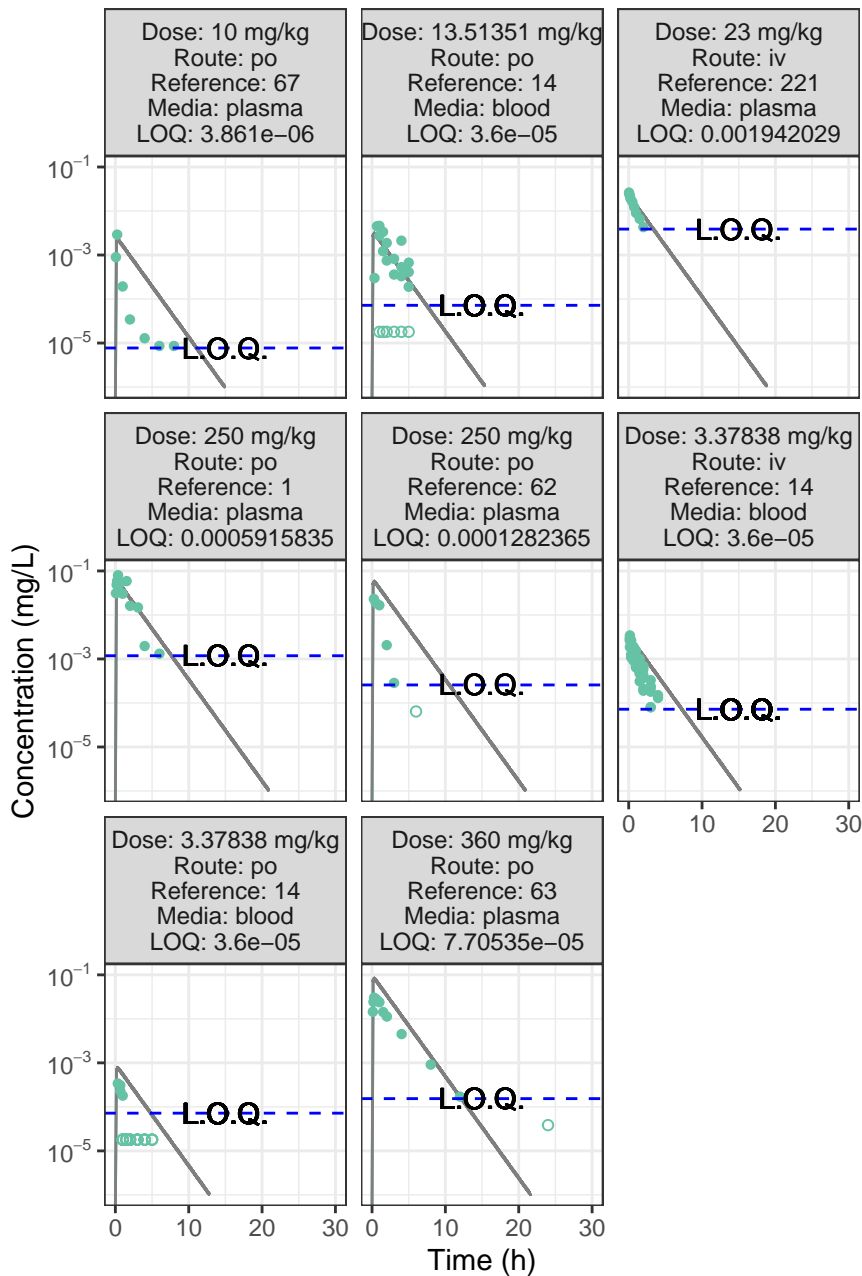 Dose: 10 mg/kg
Route: po
Reference: 67
Media: plasma
LOQ: 3.861e−06
Dose: 13.51351 mg/kg
Route: po
Reference: 14
Media: blood
LOQ: 3.6e−05
Dose: 23 mg/kg
Route: iv
Reference: 221
Media: plasma
LOQ: 0.001942029
10⁻¹
10⁻³
10⁻⁵
L.O.Q.
L.O.Q.
L.O.Q.
Dose: 250 mg/kg
Route: po
Reference: 1
Media: plasma
LOQ: 0.0005915835
Dose: 250 mg/kg
Route: po
Reference: 62
Media: plasma
LOQ: 0.0001282365
Dose: 3.37838 mg/kg
Route: iv
Reference: 14
Media: blood
LOQ: 3.6e−05
Concentration (mg/L)
10⁻¹
10⁻³
10⁻⁵
L.O.Q.
L.O.Q.
L.O.Q.
0 10 20 30
Dose: 3.37838 mg/kg
Route: po
Reference: 14
Media: blood
LOQ: 3.6e−05
Dose: 360 mg/kg
Route: po
Reference: 63
Media: plasma
LOQ: 7.70535e−05
10⁻¹
10⁻³
10⁻⁵
L.O.Q.
L.O.Q.
0 10 20 30
0 10 20 30
Time (h)